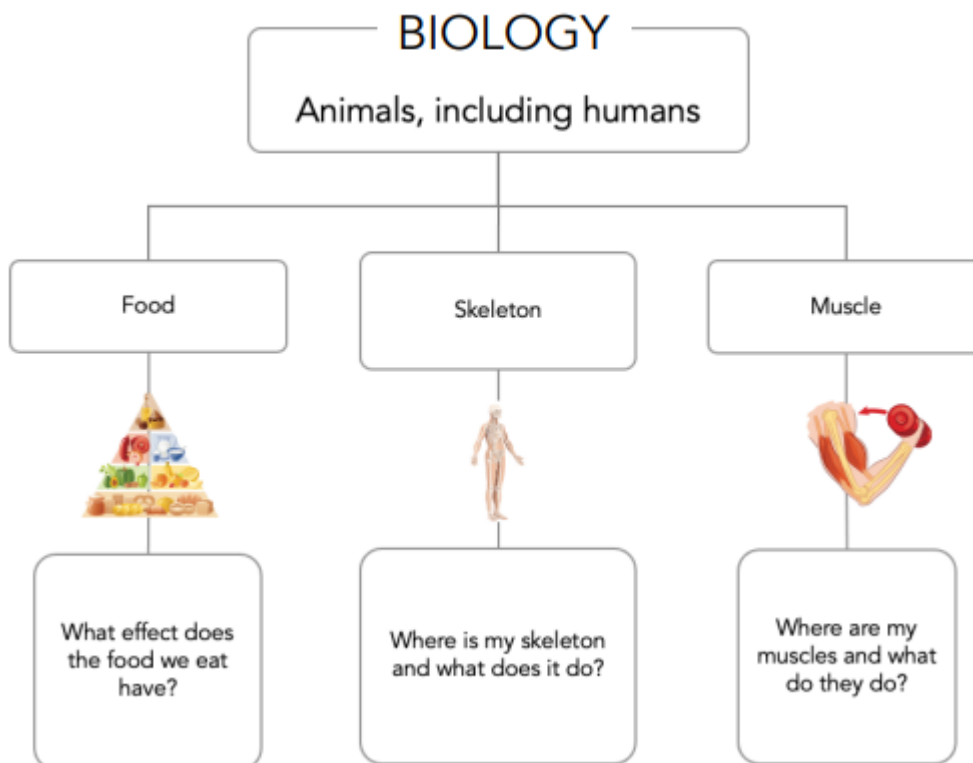 BIOLOGY
Animals, including humans
Food
Skeleton
Muscle
What effect does
the food we eat
have?
Where is my skeleton
and what does it do?
Where are my
muscles and what
do they do?